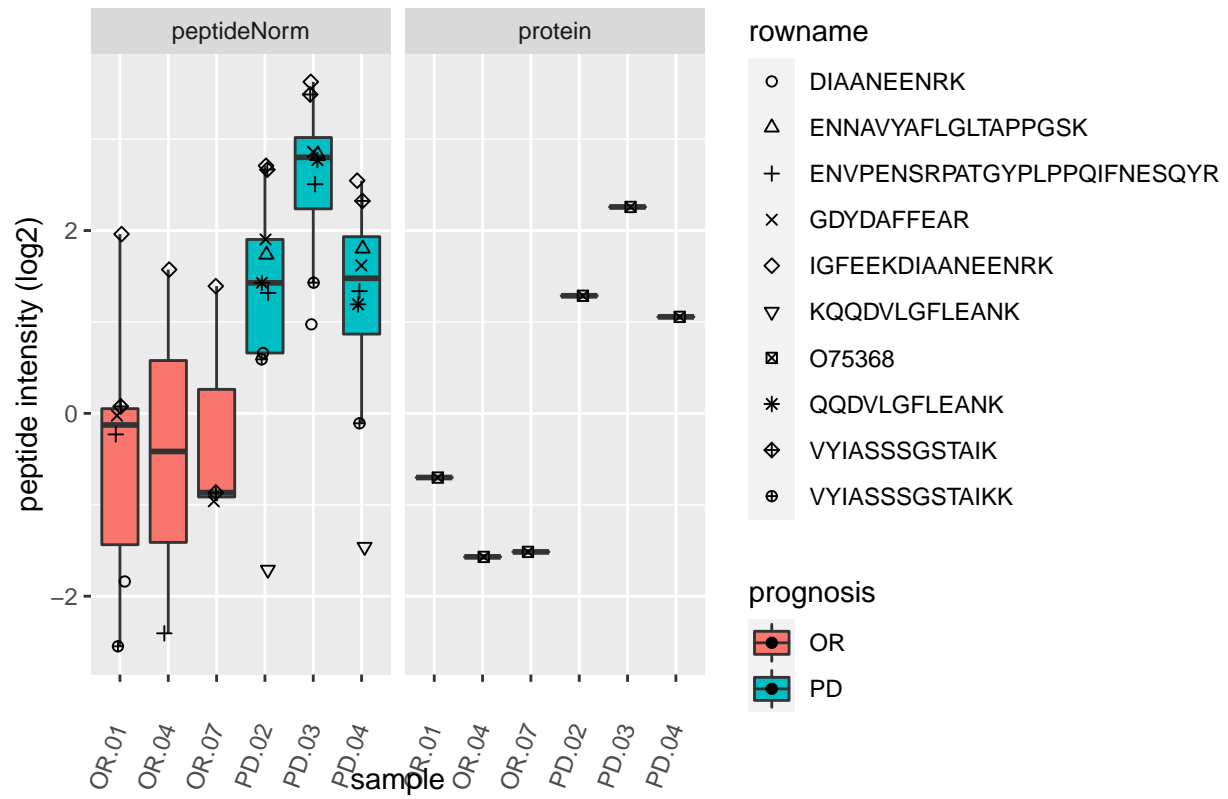 peptideNorm
protein
peptide intensity (log2)
2
0
−2
OR.01
OR.04
OR.07
PD.02
PD.03
PD.04
OR.01
OR.04
OR.07
PD.02
PD.03
PD.04
sample
rowname
DIAANEENRK
ENNAVYAFLGLTAPPGSK
ENVPENSRPATGYPLPPQIFNESQYR
GDYDAFFEAR
IGFEEKDIAANEENRK
KQQDVLGFLEANK
O75368
QQDVLGFLEANK
VYIASSSGSTAIK
VYIASSSGSTAIKK
prognosis
OR
PD